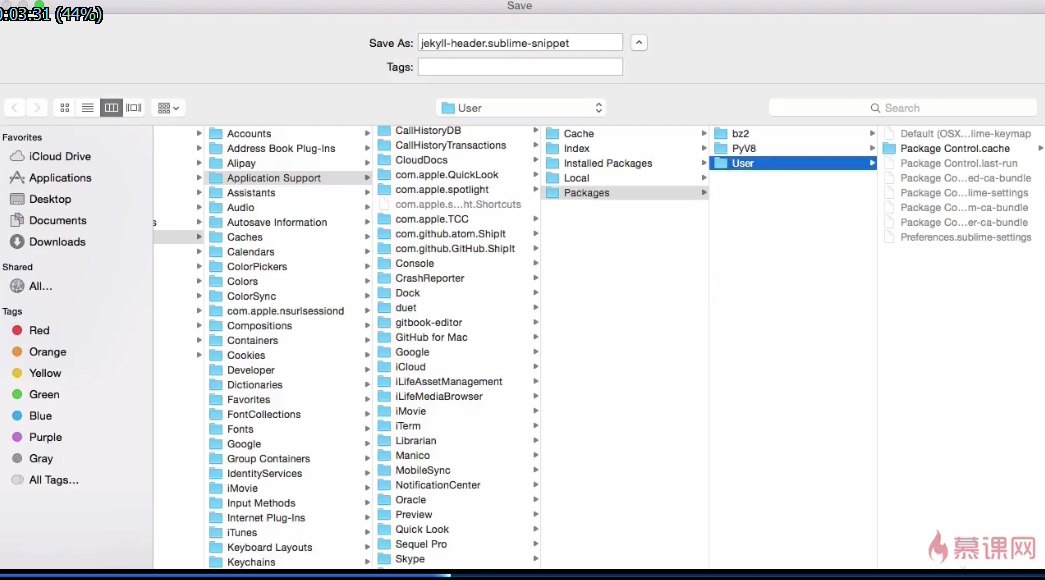 Save
0:03:31 (44%)
Save As: jekyll-header.sublime-snippet
Tags:
User
Search
Favorites
iCloud Drive
Applications
Desktop
Documents
Downloads
Shared
All...
Tags
Red
Orange
Yellow
Green
Blue
Purple
Gray
All Tags...
s
Accounts
Address Book Plug-Ins
Alipay
Application Support
Assistants
Audio
Autosave Information
Caches
Calendars
ColorPickers
Colors
ColorSync
com.apple.nsurlsessiond
Compositions
Containers
Cookies
Developer
Dictionaries
Favorites
FontCollections
Fonts
Google
Group Containers
IdentityServices
iMovie
Input Methods
Internet Plug-Ins
iTunes
Keyboard Layouts
Keychains
CallHistoryDB
CallHistoryTransactions
CloudDocs
com.apple.QuickLook
com.apple.spotlight
com.apple.s...ht.Shortcuts
com.apple.TCC
com.github.atom.ShipIt
com.github.GitHub.ShipIt
Console
CrashReporter
Dock
duet
gitbook-editor
GitHub for Mac
Google
iCloud
iLifeAssetManagement
iLifeMediaBrowser
iMovie
iTerm
Librarian
Manico
MobileSync
NotificationCenter
Oracle
Preview
Quick Look
Sequel Pro
Skype
Cache
Index
Installed Packages
Local
Packages
bz2
PyV8
User
Default (OSX...lime-keymap
Package Control.cache
Package Control.last-run
Package Co...ed-ca-bundle
Package Co...lime-settings
Package Co...m-ca-bundle
Package Co...er-ca-bundle
Preferences.sublime-settings
慕课网